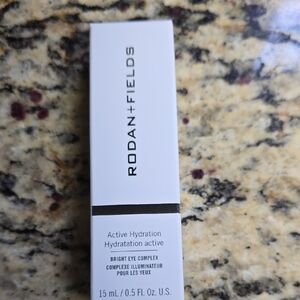 RODAN+FIELDS
Active Hydration
Hydratation active
BRIGHT EYE COMPLEX
COMPLEXE ILLUMINATEUR
POUR LES YEUX
15 mL / 0.5 FL Oz. U.S.